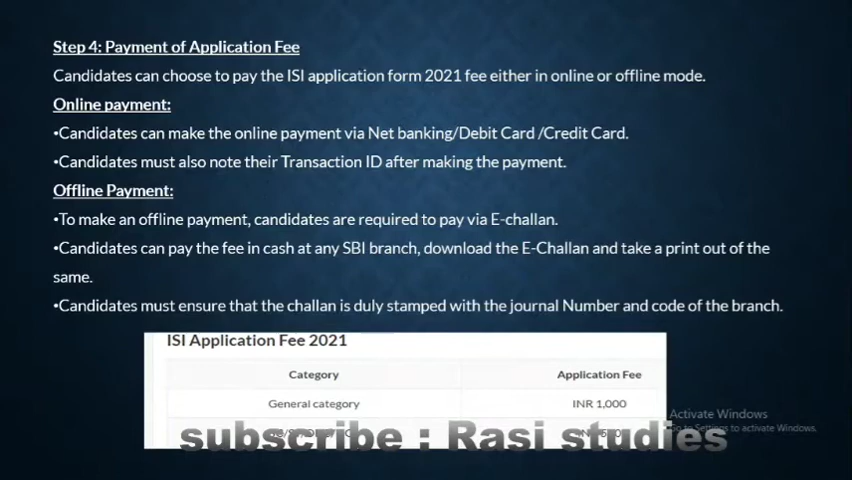 Step 4: Payment of Application Fee
Candidates can choose to pay the ISI application form 2021 fee either in online or offline mode.
Online payment:
•Candidates can make the online payment via Net banking/Debit Card /Credit Card.
•Candidates must also note their Transaction ID after making the payment.
Offline Payment:
•To make an offline payment, candidates are required to pay via E-challan.
•Candidates can pay the fee in cash at any SBI branch, download the E-Challan and take a print out of the
same.
•Candidates must ensure that the challan is duly stamped with the journal Number and code of the branch.
ISI Application Fee 2021
Category Application Fee
General category INR 1,000
subscribe : Rasi studies
Activate Windows
Go to Settings to activate Windows.